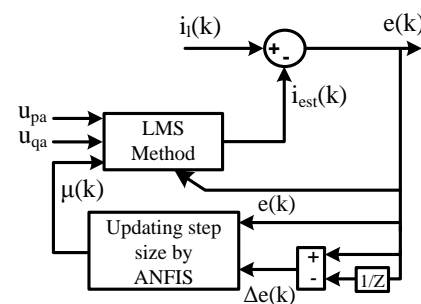 i_l(k)
e(k)
+
-
i_est(k)
u_pa
u_qa
LMS
Method
μ(k)
e(k)
Updating step
size by
ANFIS
+
-
1/Z
Δe(k)